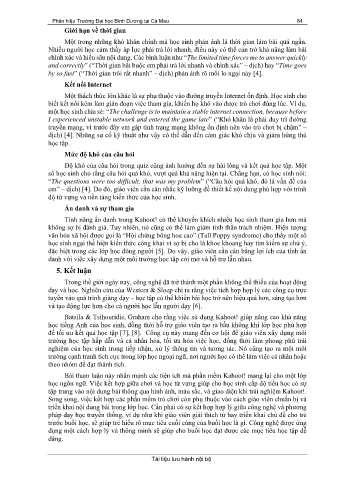 Phân hiệu Trường Đại học Bình Dương tại Cà Mau 64
Giới hạn về thời gian
Một trong những khó khăn chính mà học sinh phản ánh là thời gian làm bài quá ngắn.
Nhiều người học cảm thấy áp lực phải trả lời nhanh, điều này có thể cản trở khả năng làm bài
chính xác và hiểu sâu nội dung. Các bình luận như “The limited time forces me to answer quickly
and correctly” (“Thời gian bắt buộc em phải trả lời nhanh và chính xác” – dịch) hay “Time goes
by so fast” (“Thời gian trôi rất nhanh” – dịch) phản ánh rõ mối lo ngại này [4].
Kết nối Internet
Một thách thức lớn khác là sự phụ thuộc vào đường truyền Internet ổn định. Học sinh cho
biết kết nối kém làm gián đoạn việc tham gia, khiến họ khó vào được trò chơi đúng lúc. Ví dụ,
một học sinh chia sẻ: “The challenge is to maintain a stable internet connection, because before
I experienced unstable network and entered the game late” (“Khó khăn là phải duy trì đường
truyền mạng, vì trước đây em gặp tình trạng mạng không ổn định nên vào trò chơi bị chậm” –
dịch) [4]. Những sự cố kỹ thuật như vậy có thể dẫn đến cảm giác khó chịu và giảm hứng thú
học tập.
Mức độ khó của câu hỏi
Độ khó của câu hỏi trong quiz cũng ảnh hưởng đến sự hài lòng và kết quả học tập. Một
số học sinh cho rằng câu hỏi quá khó, vượt quá khả năng hiện tại. Chẳng hạn, có học sinh nói:
“The questions were too difficult, that was my problem” (“Câu hỏi quá khó, đó là vấn đề của
em” – dịch) [4]. Do đó, giáo viên cần cân nhắc kỹ lưỡng để thiết kế nội dung phù hợp với trình
độ từ vựng và nền tảng kiến thức của học sinh.
Ẩn danh và sự tham gia
Tính năng ẩn danh trong Kahoot! có thể khuyến khích nhiều học sinh tham gia hơn mà
không sợ bị đánh giá. Tuy nhiên, nó cũng có thể làm giảm tinh thần trách nhiệm. Hiện tượng
văn hóa xã hội được gọi là “Hội chứng bông hoa cao” (Tall Poppy syndrome) cho thấy một số
học sinh ngại thể hiện kiến thức công khai vì sợ bị cho là khoe khoang hay tìm kiếm sự chú ý,
đặc biệt trong các lớp học đông người [5]. Do vậy, giáo viên cần cân bằng lợi ích của tính ẩn
danh với việc xây dựng một môi trường học tập cởi mở và hỗ trợ lẫn nhau.
5. Kết luận
Trong thế giới ngày nay, công nghệ đã trở thành một phần không thể thiếu của hoạt động
dạy và học. Nghiên cứu của Western & Sloop chỉ ra rằng việc tích hợp hợp lý các công cụ trực
tuyến vào quá trình giảng dạy – học tập có thể khiến bài học trở nên hiệu quả hơn, sáng tạo hơn
và tạo động lực hơn cho cả người học lẫn người dạy [6].
Batsila & Tsihouridis, Graham cho rằng việc sử dụng Kahoot! giúp nâng cao khả năng
học tiếng Anh của học sinh, đồng thời hỗ trợ giáo viên tạo ra bầu không khí lớp học phù hợp
để tối ưu kết quả học tập [7], [8]. Công cụ này mang đến cơ hội để giáo viên xây dựng môi
trường học tập hấp dẫn và cá nhân hóa, tối ưu hóa việc học, đồng thời làm phong phú trải
nghiệm của học sinh trong tiếp nhận, xử lý thông tin và tương tác. Nó cũng tạo ra một môi
trường cạnh tranh tích cực trong lớp học ngoại ngữ, nơi người học có thể làm việc cá nhân hoặc
theo nhóm để đạt thành tích.
Bài tham luận này nhấn mạnh các tiện ích mà phần mềm Kahoot! mang lại cho một lớp
học ngôn ngữ. Việc kết hợp giữa chơi và học từ vựng giúp cho học sinh cấp độ tiểu học có sự
tập trung vào nội dung bài thông qua hình ảnh, màu sắc, và giao diện khi trải nghiệm Kahoot!.
Song song, việc kết hợp các phần mềm trò chơi còn phụ thuộc vào cách giáo viên chuẩn bị và
triển khai nội dung bài trong lớp học. Cần phải có sự kết hợp hợp lý giữa công nghệ và phương
pháp dạy học truyền thống, ví dụ như khi giáo viên giải thích từ hay triển khai chủ đề cho trẻ
trước buổi học, sẽ giúp trẻ hiểu rõ mục tiêu cuối cùng của buổi học là gì. Công nghệ được ứng
dụng một cách hợp lý và thông minh sẽ giúp cho buổi học đạt được các mục tiêu học tập dễ
dàng.
Tài liệu lưu hành nội bộ